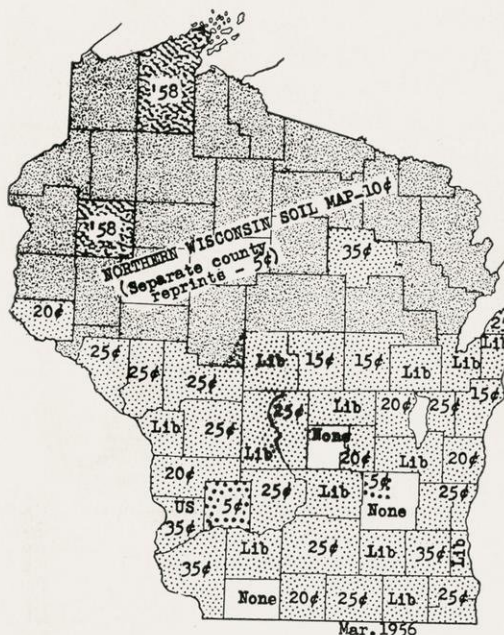 '58
'58
NORTHERN WISCONSIN SOIL MAP-10¢
(Separate county
reprints - 5¢)
35¢
20¢
25¢ 25¢ 25¢ Lib 15¢ 15¢ Lib Lib Lib
15¢
Lib 25¢ 25¢ Lib 20¢ 25¢
Lib None 20¢ Lib 20¢
20¢ 5¢ 25¢
US 5¢ 25¢ Lib None
35¢
Lib 25¢ Lib 35¢ Lib
35¢
None 20¢ 25¢ Lib 25¢
Mar.1956